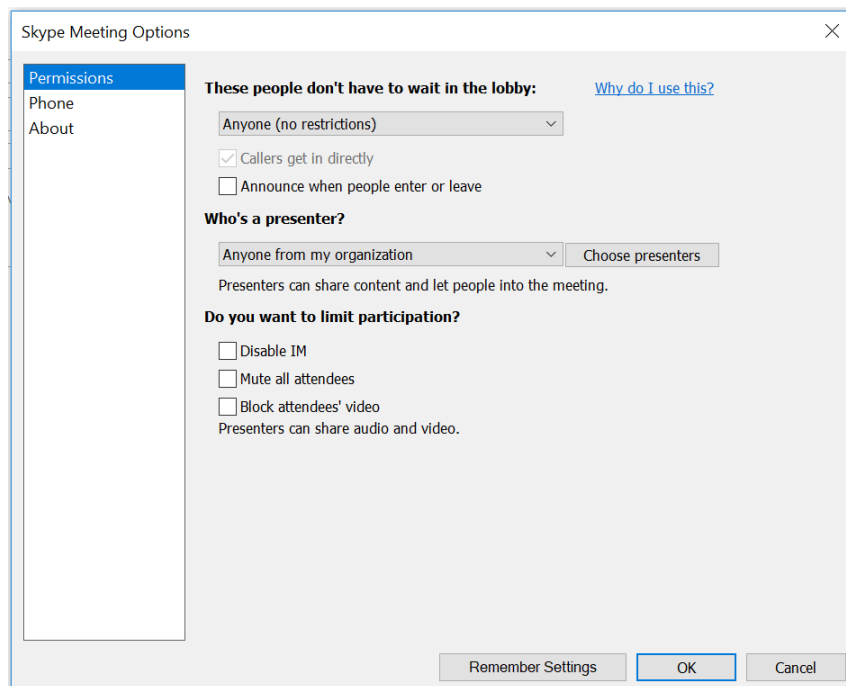 Skype Meeting Options
Permissions
Phone
About
These people don't have to wait in the lobby:
Why do I use this?
Anyone (no restrictions)
Callers get in directly
Announce when people enter or leave
Who's a presenter?
Anyone from my organization
Choose presenters
Presenters can share content and let people into the meeting.
Do you want to limit participation?
Disable IM
Mute all attendees
Block attendees' video
Presenters can share audio and video.
Remember Settings
OK
Cancel